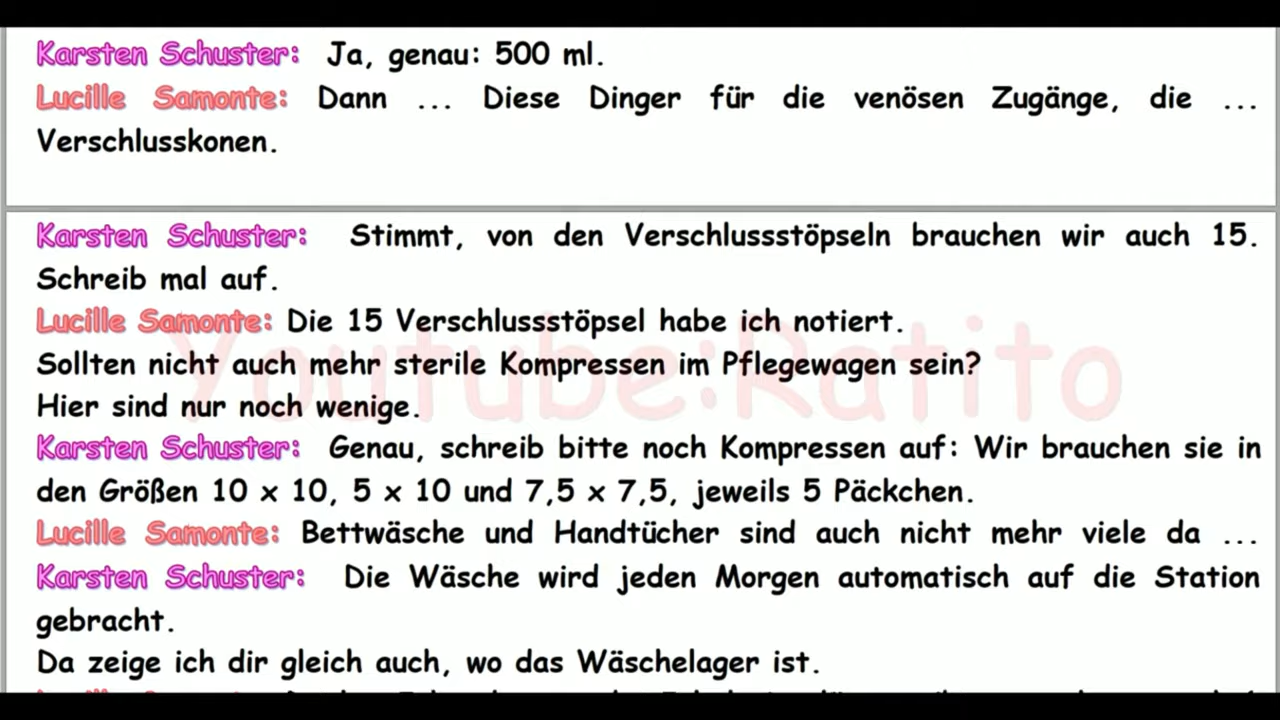 Karsten Schuster: Ja, genau: 500 ml.
Lucille Samonte: Dann ... Diese Dinger für die venösen Zugänge, die ...
Verschlusskonen.
Karsten Schuster: Stimmt, von den Verschlussstöpseln brauchen wir auch 15.
Schreib mal auf.
Lucille Samonte: Die 15 Verschlussstöpsel habe ich notiert.
Sollten nicht auch mehr sterile Kompressen im Pflegewagen sein?
Youtube:Ratito
Hier sind nur noch wenige.
Karsten Schuster: Genau, schreib bitte noch Kompressen auf: Wir brauchen sie in
den Größen 10 x 10, 5 x 10 und 7,5 x 7,5, jeweils 5 Päckchen.
Lucille Samonte: Bettwäsche und Handtücher sind auch nicht mehr viele da ...
Karsten Schuster: Die Wäsche wird jeden Morgen automatisch auf die Station
gebracht.
Da zeige ich dir gleich auch, wo das Wäschelager ist.